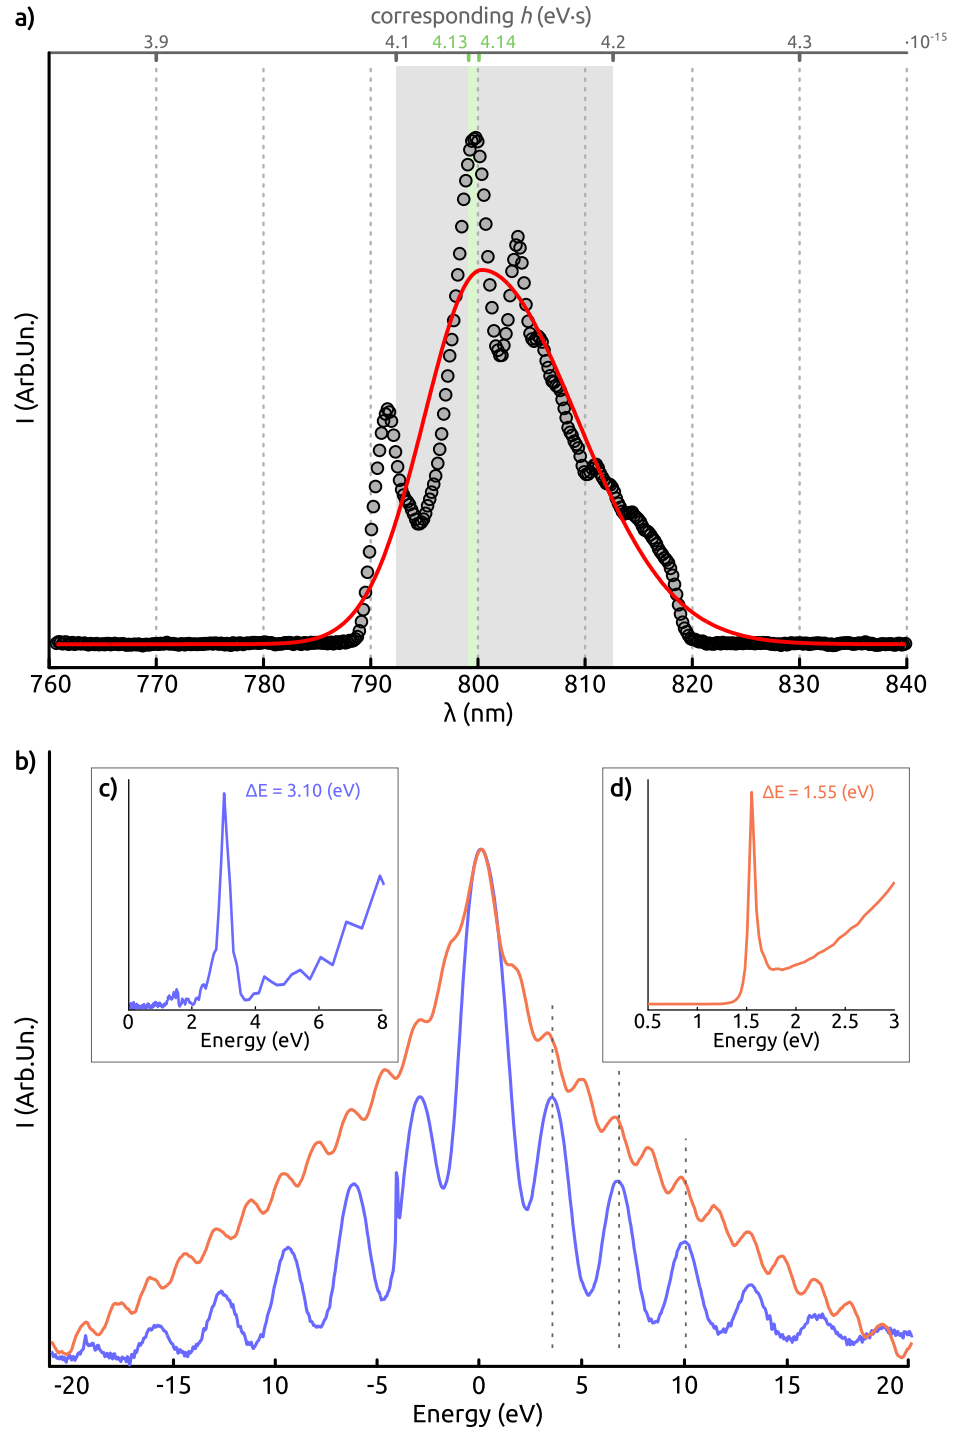 a)
corresponding h (eV·s)
3.9 4.1 4.13 4.14 4.2 4.3 ·10⁻¹⁵
I (Arb.Un.)
760 770 780 790 800 810 820 830 840
λ (nm)
b)
c)
ΔE = 3.10 (eV)
0 2 4 6 8
Energy (eV)
d)
ΔE = 1.55 (eV)
0.5 1 1.5 2 2.5 3
Energy (eV)
I (Arb.Un.)
-20 -15 -10 -5 0 5 10 15 20
Energy (eV)